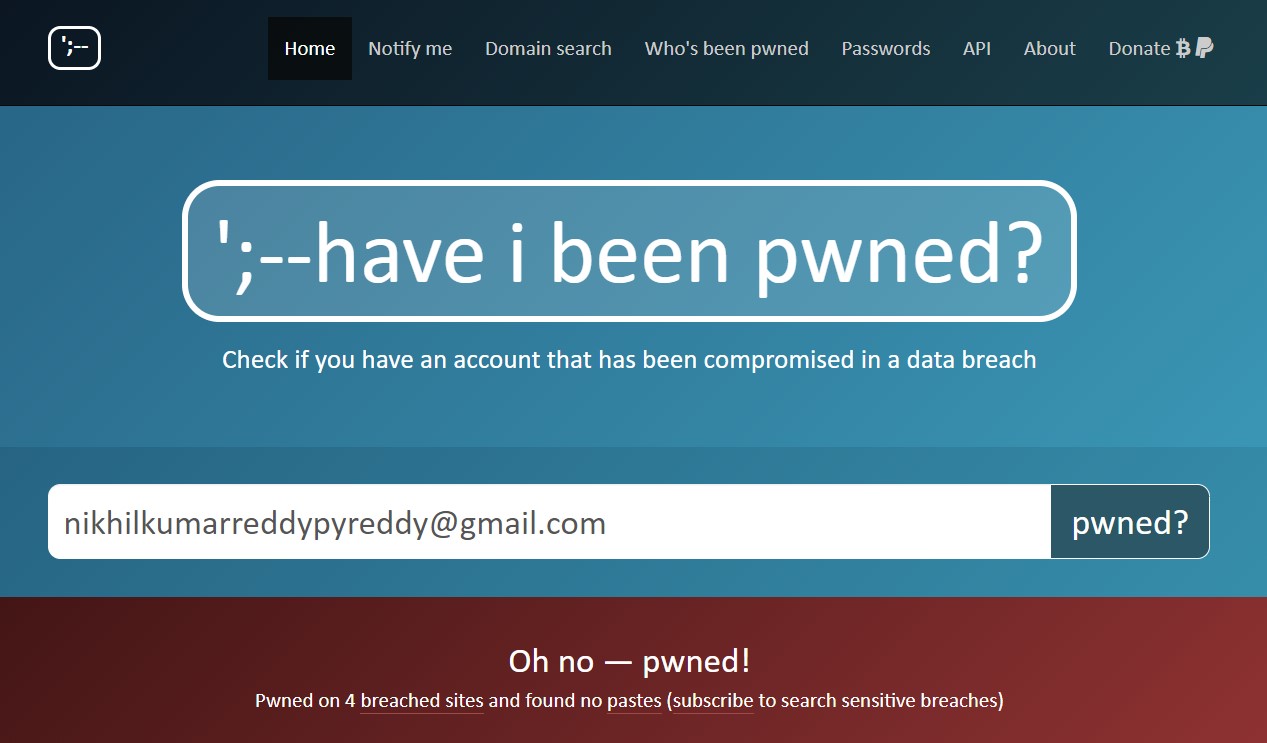 ';--
Home Notify me Domain search Who's been pwned Passwords API About Donate
';--have i been pwned?
Check if you have an account that has been compromised in a data breach
nikhilkumarreddypyreddy@gmail.com pwned?
Oh no — pwned!
Pwned on 4 breached sites and found no pastes (subscribe to search sensitive breaches)